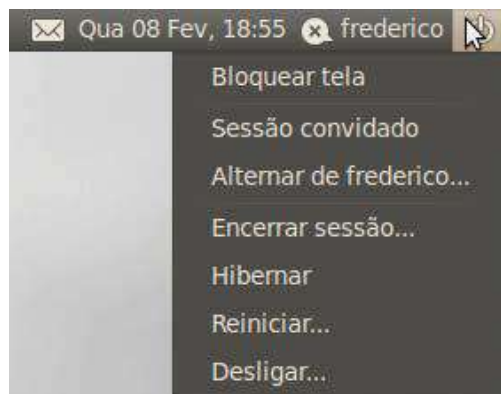 Qua 08 Fev, 18:55 frederico
Bloquear tela
Sessão convidado
Alternar de frederico...
Encerrar sessão...
Hibernar
Reiniciar...
Desligar...